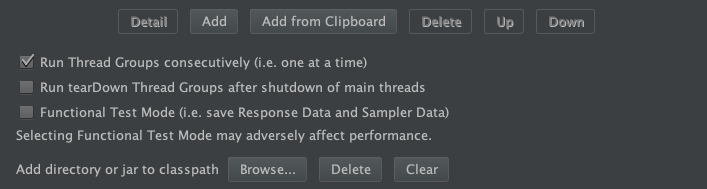 Detail Add Add from Clipboard Delete Up Down
Run Thread Groups consecutively (i.e. one at a time)
Run tearDown Thread Groups after shutdown of main threads
Functional Test Mode (i.e. save Response Data and Sampler Data)
Selecting Functional Test Mode may adversely affect performance.
Add directory or jar to classpath Browse... Delete Clear